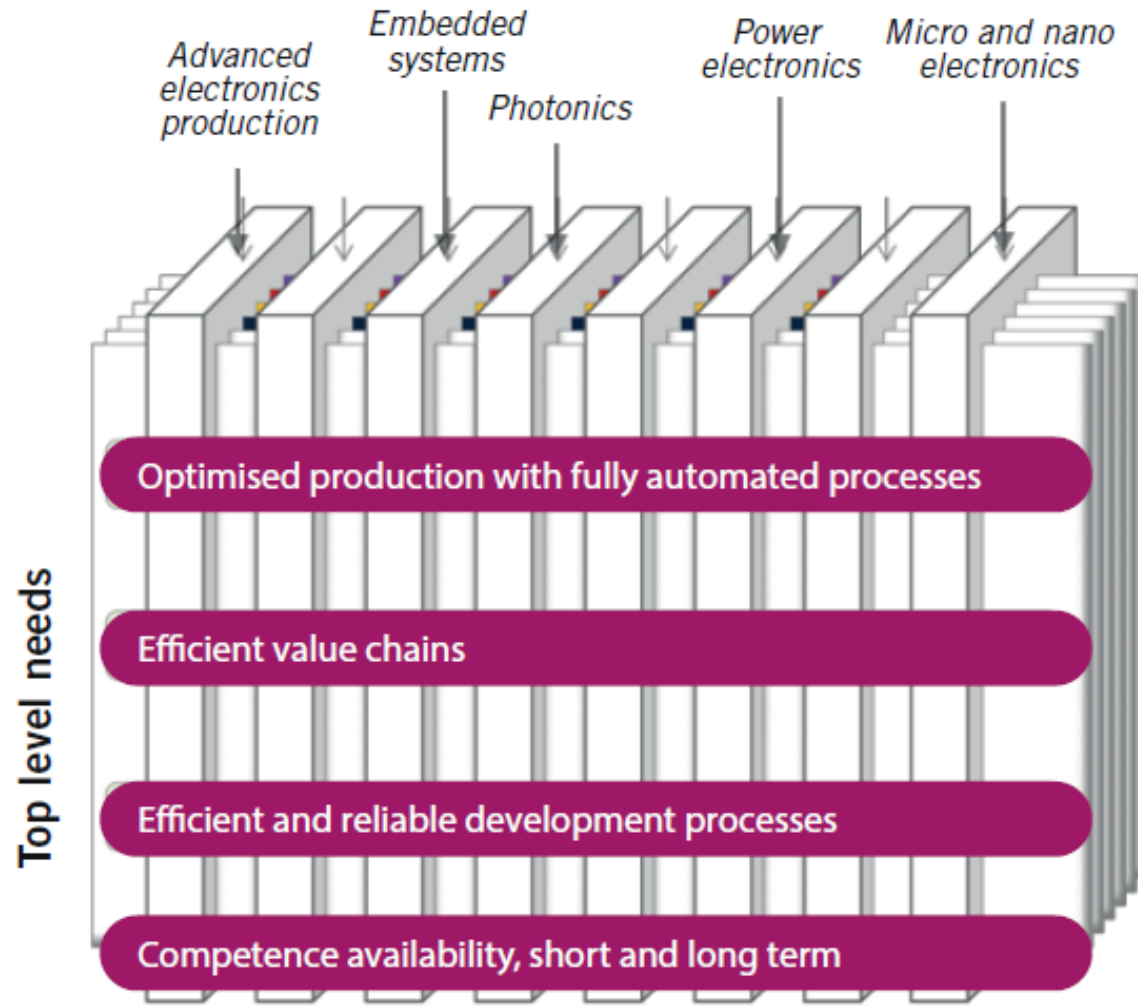 Advanced
electronics
production
Embedded
systems
Photonics
Power
electronics
Micro and nano
electronics
Top level needs
Optimised production with fully automated processes
Efficient value chains
Efficient and reliable development processes
Competence availability, short and long term